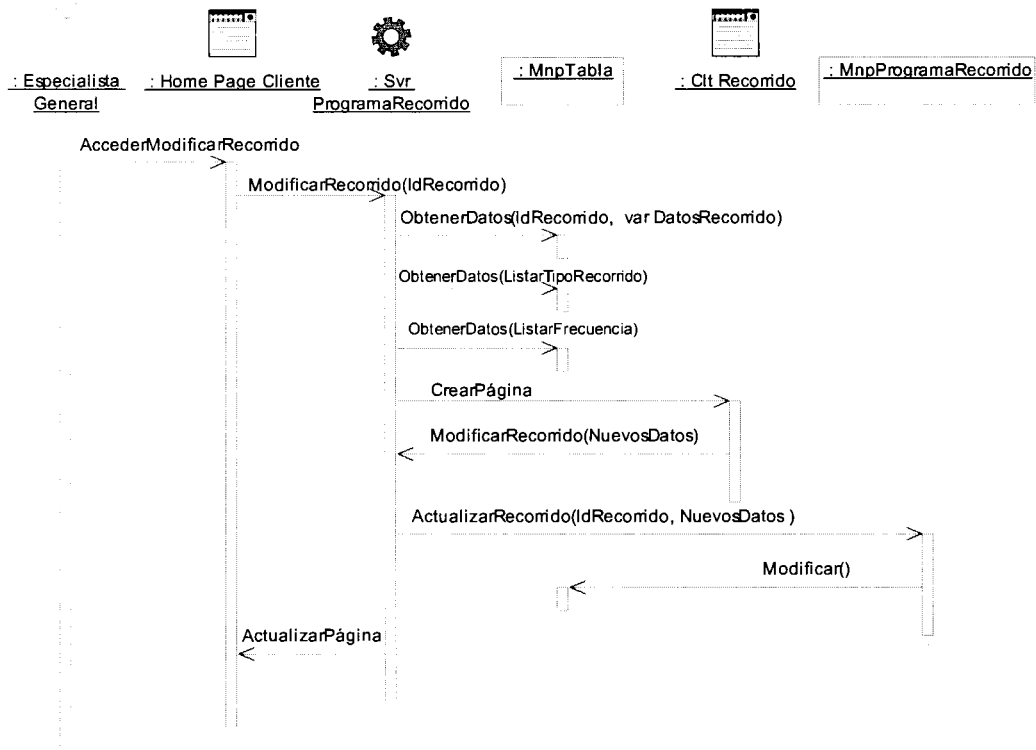 : Especialista
General
: Home Page Cliente
: Svr
ProgramaRecorrido
: MnpTabla
: Clt Recorrido
: MnpProgramaRecorrido
AccederModificarRecorrido
ModificarRecorrido(IdRecorrido)
ObtenerDatos(IdRecorrido, var DatosRecorrido)
ObtenerDatos(ListarTipoRecorrido)
ObtenerDatos(ListarFrecuencia)
CrearPágina
ModificarRecorrido(NuevosDatos)
ActualizarRecorrido(IdRecorrido, NuevosDatos )
Modificar()
ActualizarPágina